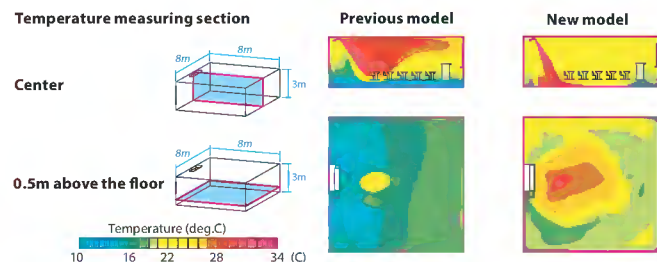 Temperature measuring section
Previous model
New model
8m
8m
3m
Center
8m
8m
3m
0.5m above the floor
Temperature (deg.C)
10 16 22 28 34 (C)